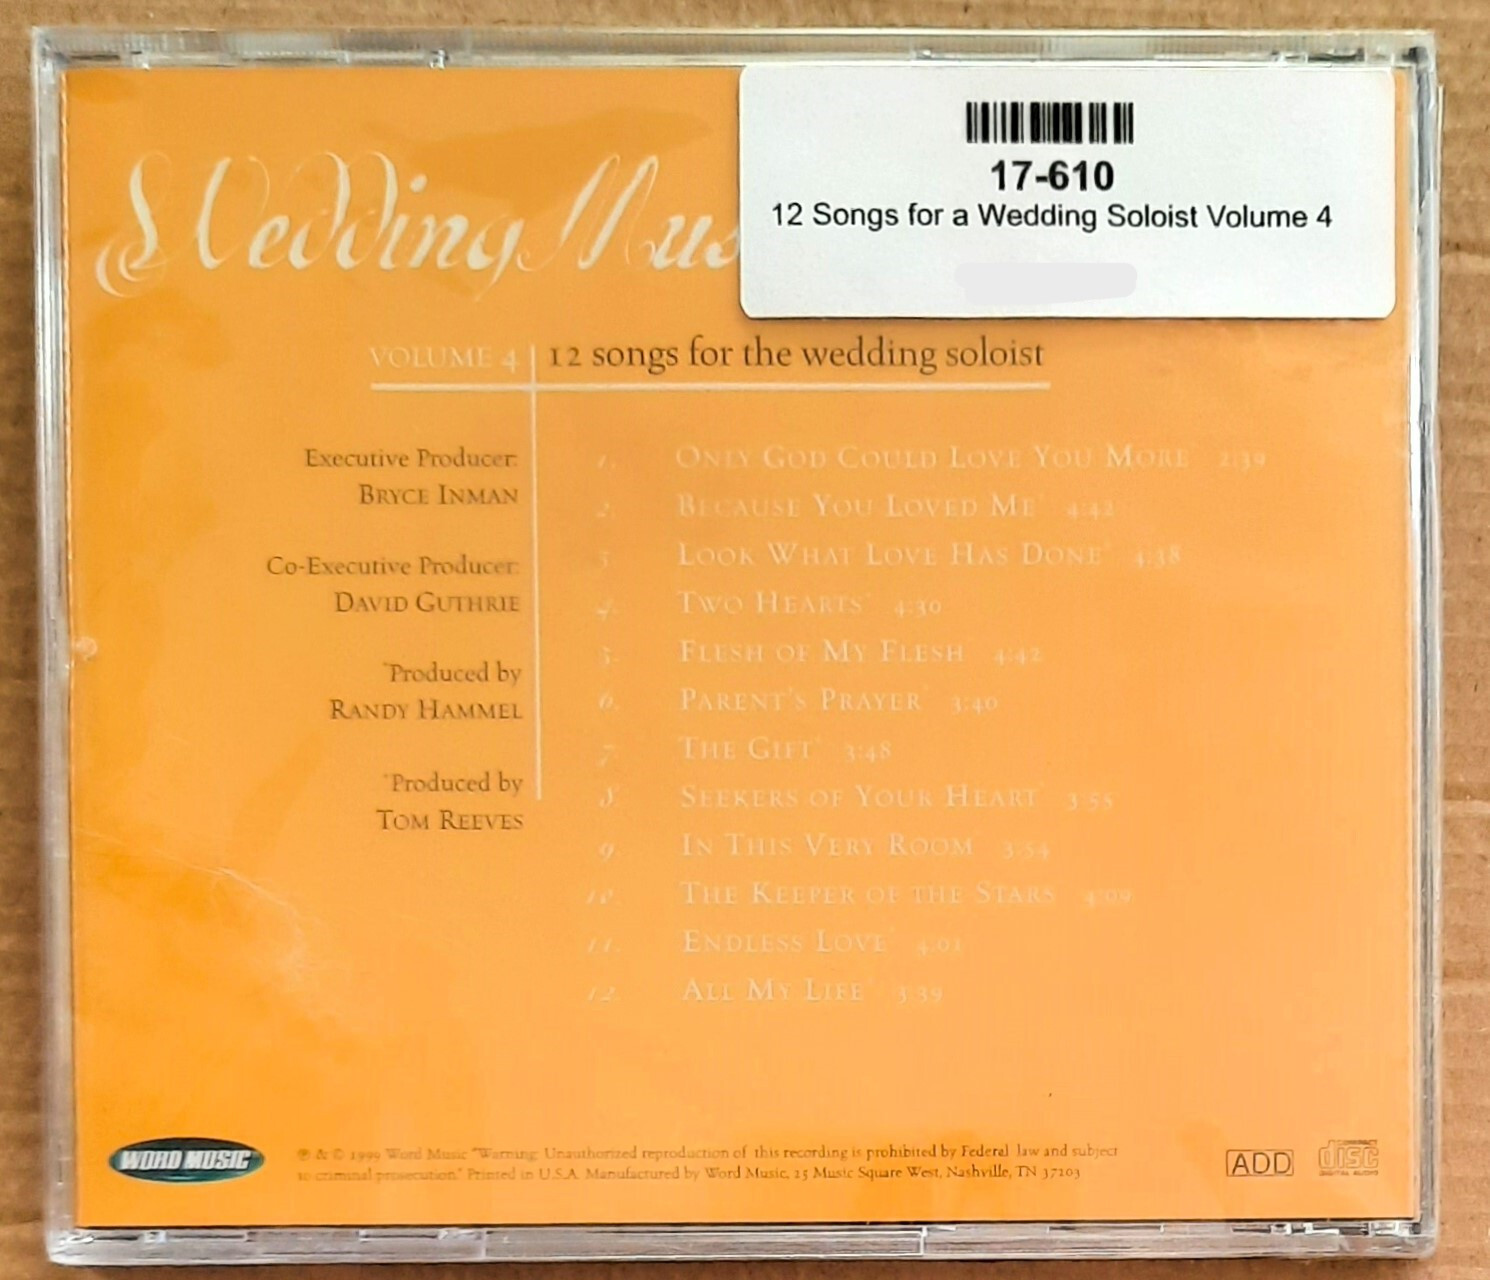 17-610
12 Songs for a Wedding Soloist Volume 4
Wedding Mus
VOLUME 4 12 songs for the wedding soloist
Executive Producer:
BRYCE INMAN
Co-Executive Producer:
DAVID GUTHRIE
*Produced by
RANDY HAMMEL
*Produced by
TOM REEVES
1. ONLY GOD COULD LOVE YOU MORE 2:39
2. BECAUSE YOU LOVED ME* 4:42
3. LOOK WHAT LOVE HAS DONE* 4:38
4. TWO HEARTS* 4:30
5. FLESH OF MY FLESH 4:42
6. PARENT'S PRAYER* 3:40
7. THE GIFT* 3:48
8. SEEKERS OF YOUR HEART 3:55
9. IN THIS VERY ROOM 3:54
10. THE KEEPER OF THE STARS 4:09
11. ENDLESS LOVE* 4:01
12. ALL MY LIFE* 3:39
WORD MUSIC
℗ & © 1999 Word Music "Warning: Unauthorized reproduction of this recording is prohibited by Federal law and subject
to criminal prosecution." Printed in U.S.A. Manufactured by Word Music, 25 Music Square West, Nashville, TN 37203
ADD
COMPACT
disc
DIGITAL AUDIO